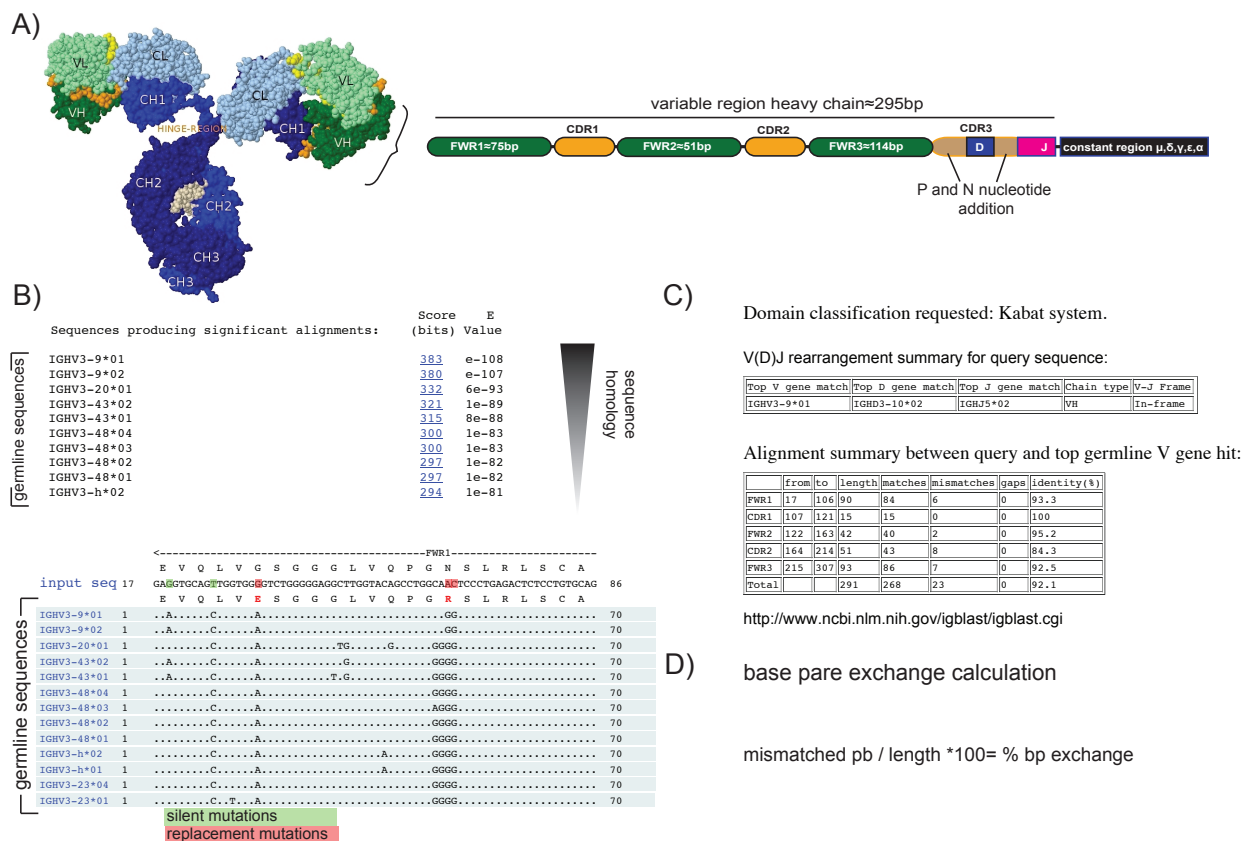 A)
VL
CL
VH
CH1
HINGE-REGION
CL
VL
CH1
VH
CH2
CH2
CH3
CH3
variable region heavy chain≈295bp
CDR1
CDR2
CDR3
FWR1≈75bp
FWR2≈51bp
FWR3≈114bp
D
J
constant region μ,δ,γ,ε,α
P and N nucleotide
addition
B)
Score E
Sequences producing significant alignments: (bits) Value
germline sequences
IGHV3-9*01 383 e-108
IGHV3-9*02 380 e-107
IGHV3-20*01 332 6e-93
IGHV3-43*02 321 1e-89
IGHV3-43*01 315 8e-88
IGHV3-48*04 300 1e-83
IGHV3-48*03 300 1e-83
IGHV3-48*02 297 1e-82
IGHV3-48*01 297 1e-82
IGHV3-h*02 294 1e-81
sequence
homology
<-------------------------------------------FWR1-----------------------
E V Q L V G S G G G L V Q P G N S L R L S C A
input seq 17 GAGGTGCAGTTGGTGGGGTCTGGGGGAGGCTTGGTACAGCCTGGCAACTCCCTGAGACTCTCCTGTGCAG 86
E V Q L V E S G G G L V Q P G R S L R L S C A
germline sequences
IGHV3-9*01 1 ..A......C......A.............................GG...................... 70
IGHV3-9*02 1 ..A......C......A.............................GG...................... 70
IGHV3-20*01 1 .........C......A............TG......G......GGGG...................... 70
IGHV3-43*02 1 ..A......C......A.............G.............GGGG...................... 70
IGHV3-43*01 1 ..A......C......A...........T.G.............GGGG...................... 70
IGHV3-48*04 1 .........C......A...........................GGGG...................... 70
IGHV3-48*03 1 .........C......A...........................AGGG...................... 70
IGHV3-48*02 1 .........C......A...........................GGGG...................... 70
IGHV3-48*01 1 .........C......A...........................GGGG...................... 70
IGHV3-h*02 1 .........C......A...................A.......GGGG...................... 70
IGHV3-h*01 1 .........C......A...................A.......GGGG...................... 70
IGHV3-23*04 1 .........C......A...........................GGGG...................... 70
IGHV3-23*01 1 .........C..T...A...........................GGGG...................... 70
silent mutations
replacement mutations
C)
Domain classification requested: Kabat system.
V(D)J rearrangement summary for query sequence:
Top V gene match Top D gene match Top J gene match Chain type V-J Frame
IGHV3-9*01 IGHD3-10*02 IGHJ5*02 VH In-frame
Alignment summary between query and top germline V gene hit:
from to length matches mismatches gaps identity(%)
FWR1 17 106 90 84 6 0 93.3
CDR1 107 121 15 15 0 0 100
FWR2 122 163 42 40 2 0 95.2
CDR2 164 214 51 43 8 0 84.3
FWR3 215 307 93 86 7 0 92.5
Total 291 268 23 0 92.1
http://www.ncbi.nlm.nih.gov/igblast/igblast.cgi
D)
base pare exchange calculation
mismatched pb / length *100= % bp exchange